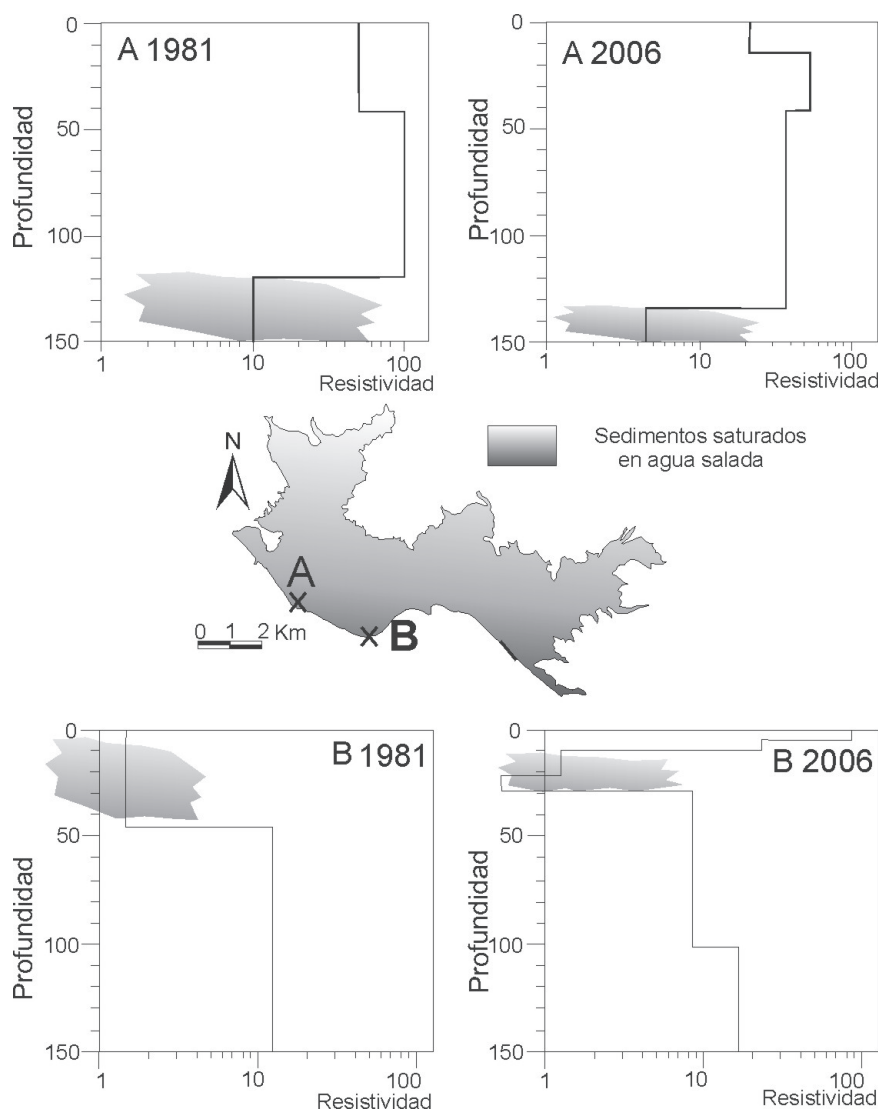 A 1981
Profundidad
0
50
100
150
1
10
100
Resistividad
A 2006
Profundidad
0
50
100
150
1
10
100
Resistividad
N
Sedimentos saturados
en agua salada
A
B
0 1 2 Km
B 1981
Profundidad
0
50
100
150
1
10
100
Resistividad
B 2006
Profundidad
0
50
100
150
1
10
100
Resistividad